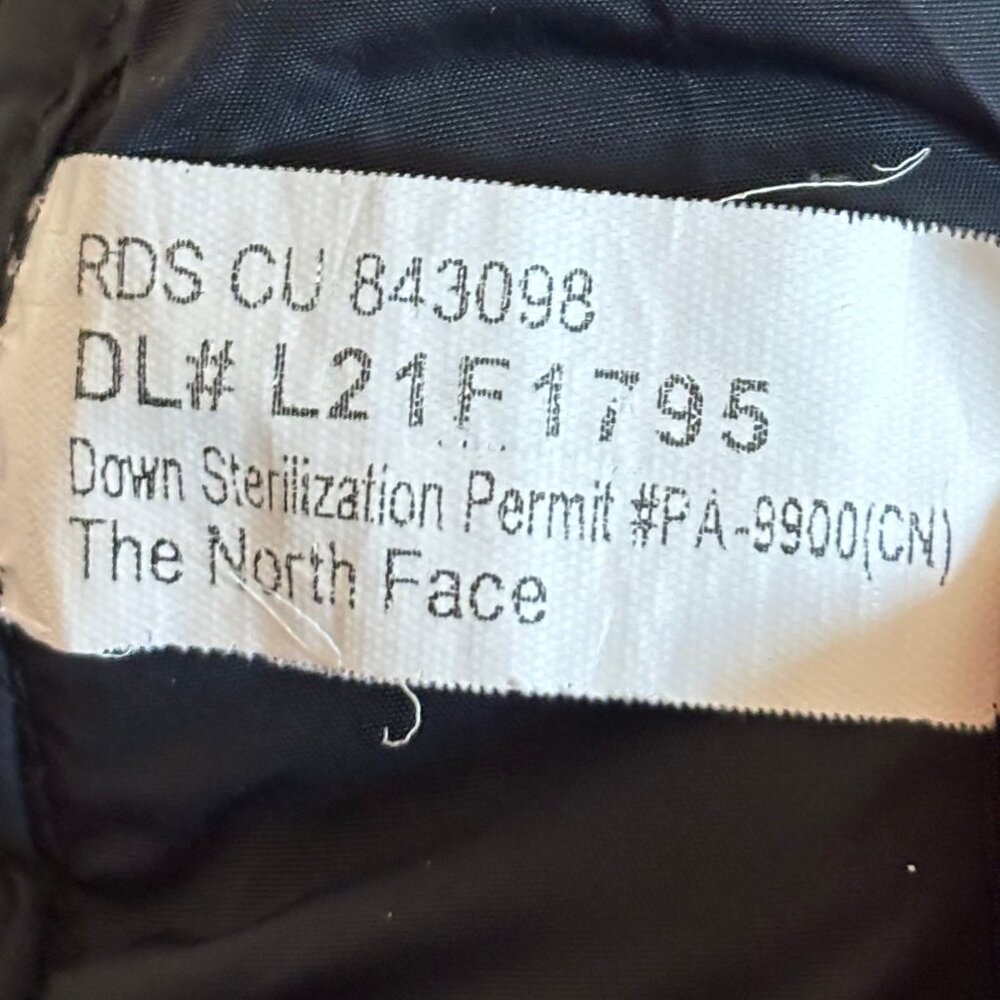 RDS CU 843098
DL# L21F1795
Down Sterilization Permit #PA-9900(CN)
The North Face